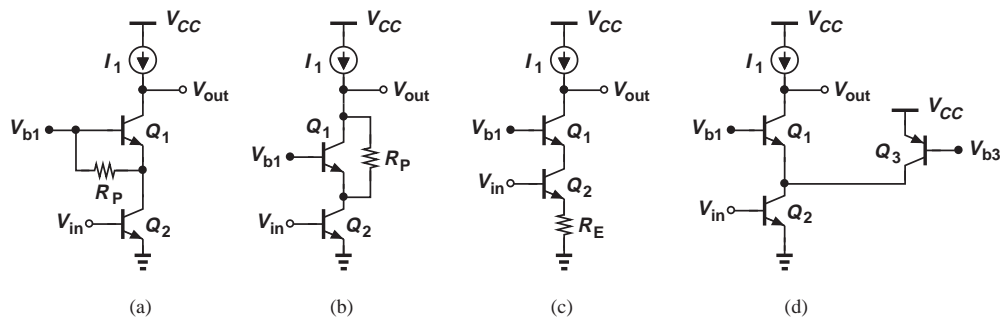 V_CC
I_1
V_out
V_b1
Q_1
R_P
V_in
Q_2
(a)
V_CC
I_1
V_out
Q_1
V_b1
R_P
V_in
Q_2
(b)
V_CC
I_1
V_out
V_b1
Q_1
V_in
Q_2
R_E
(c)
V_CC
I_1
V_out
V_CC
V_b1
Q_1
Q_3
V_b3
V_in
Q_2
(d)